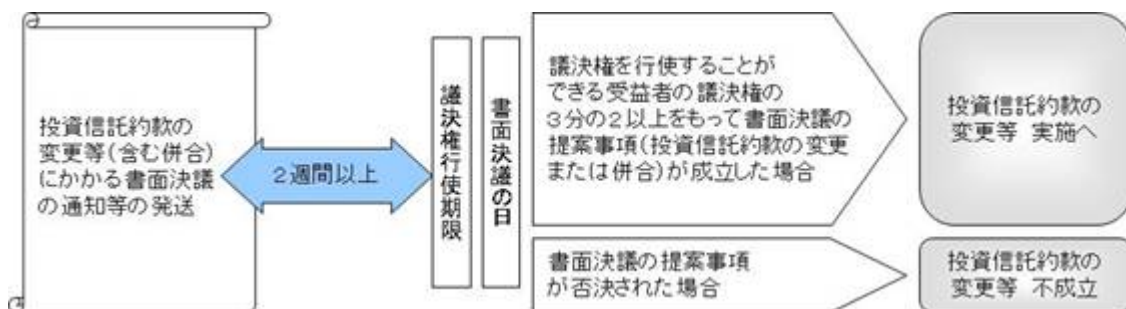 投資信託約款の
変更等(含む併合)
にかかる書面決議
の通知等の発送
2週間以上
議決権行使期限
書面決議の日
議決権を行使することが
できる受益者の議決権の
3分の2以上をもって書面決議の
提案事項(投資信託約款の変更
または併合)が成立した場合
投資信託約款の
変更等 実施へ
書面決議の提案事項
が否決された場合
投資信託約款の
変更等 不成立